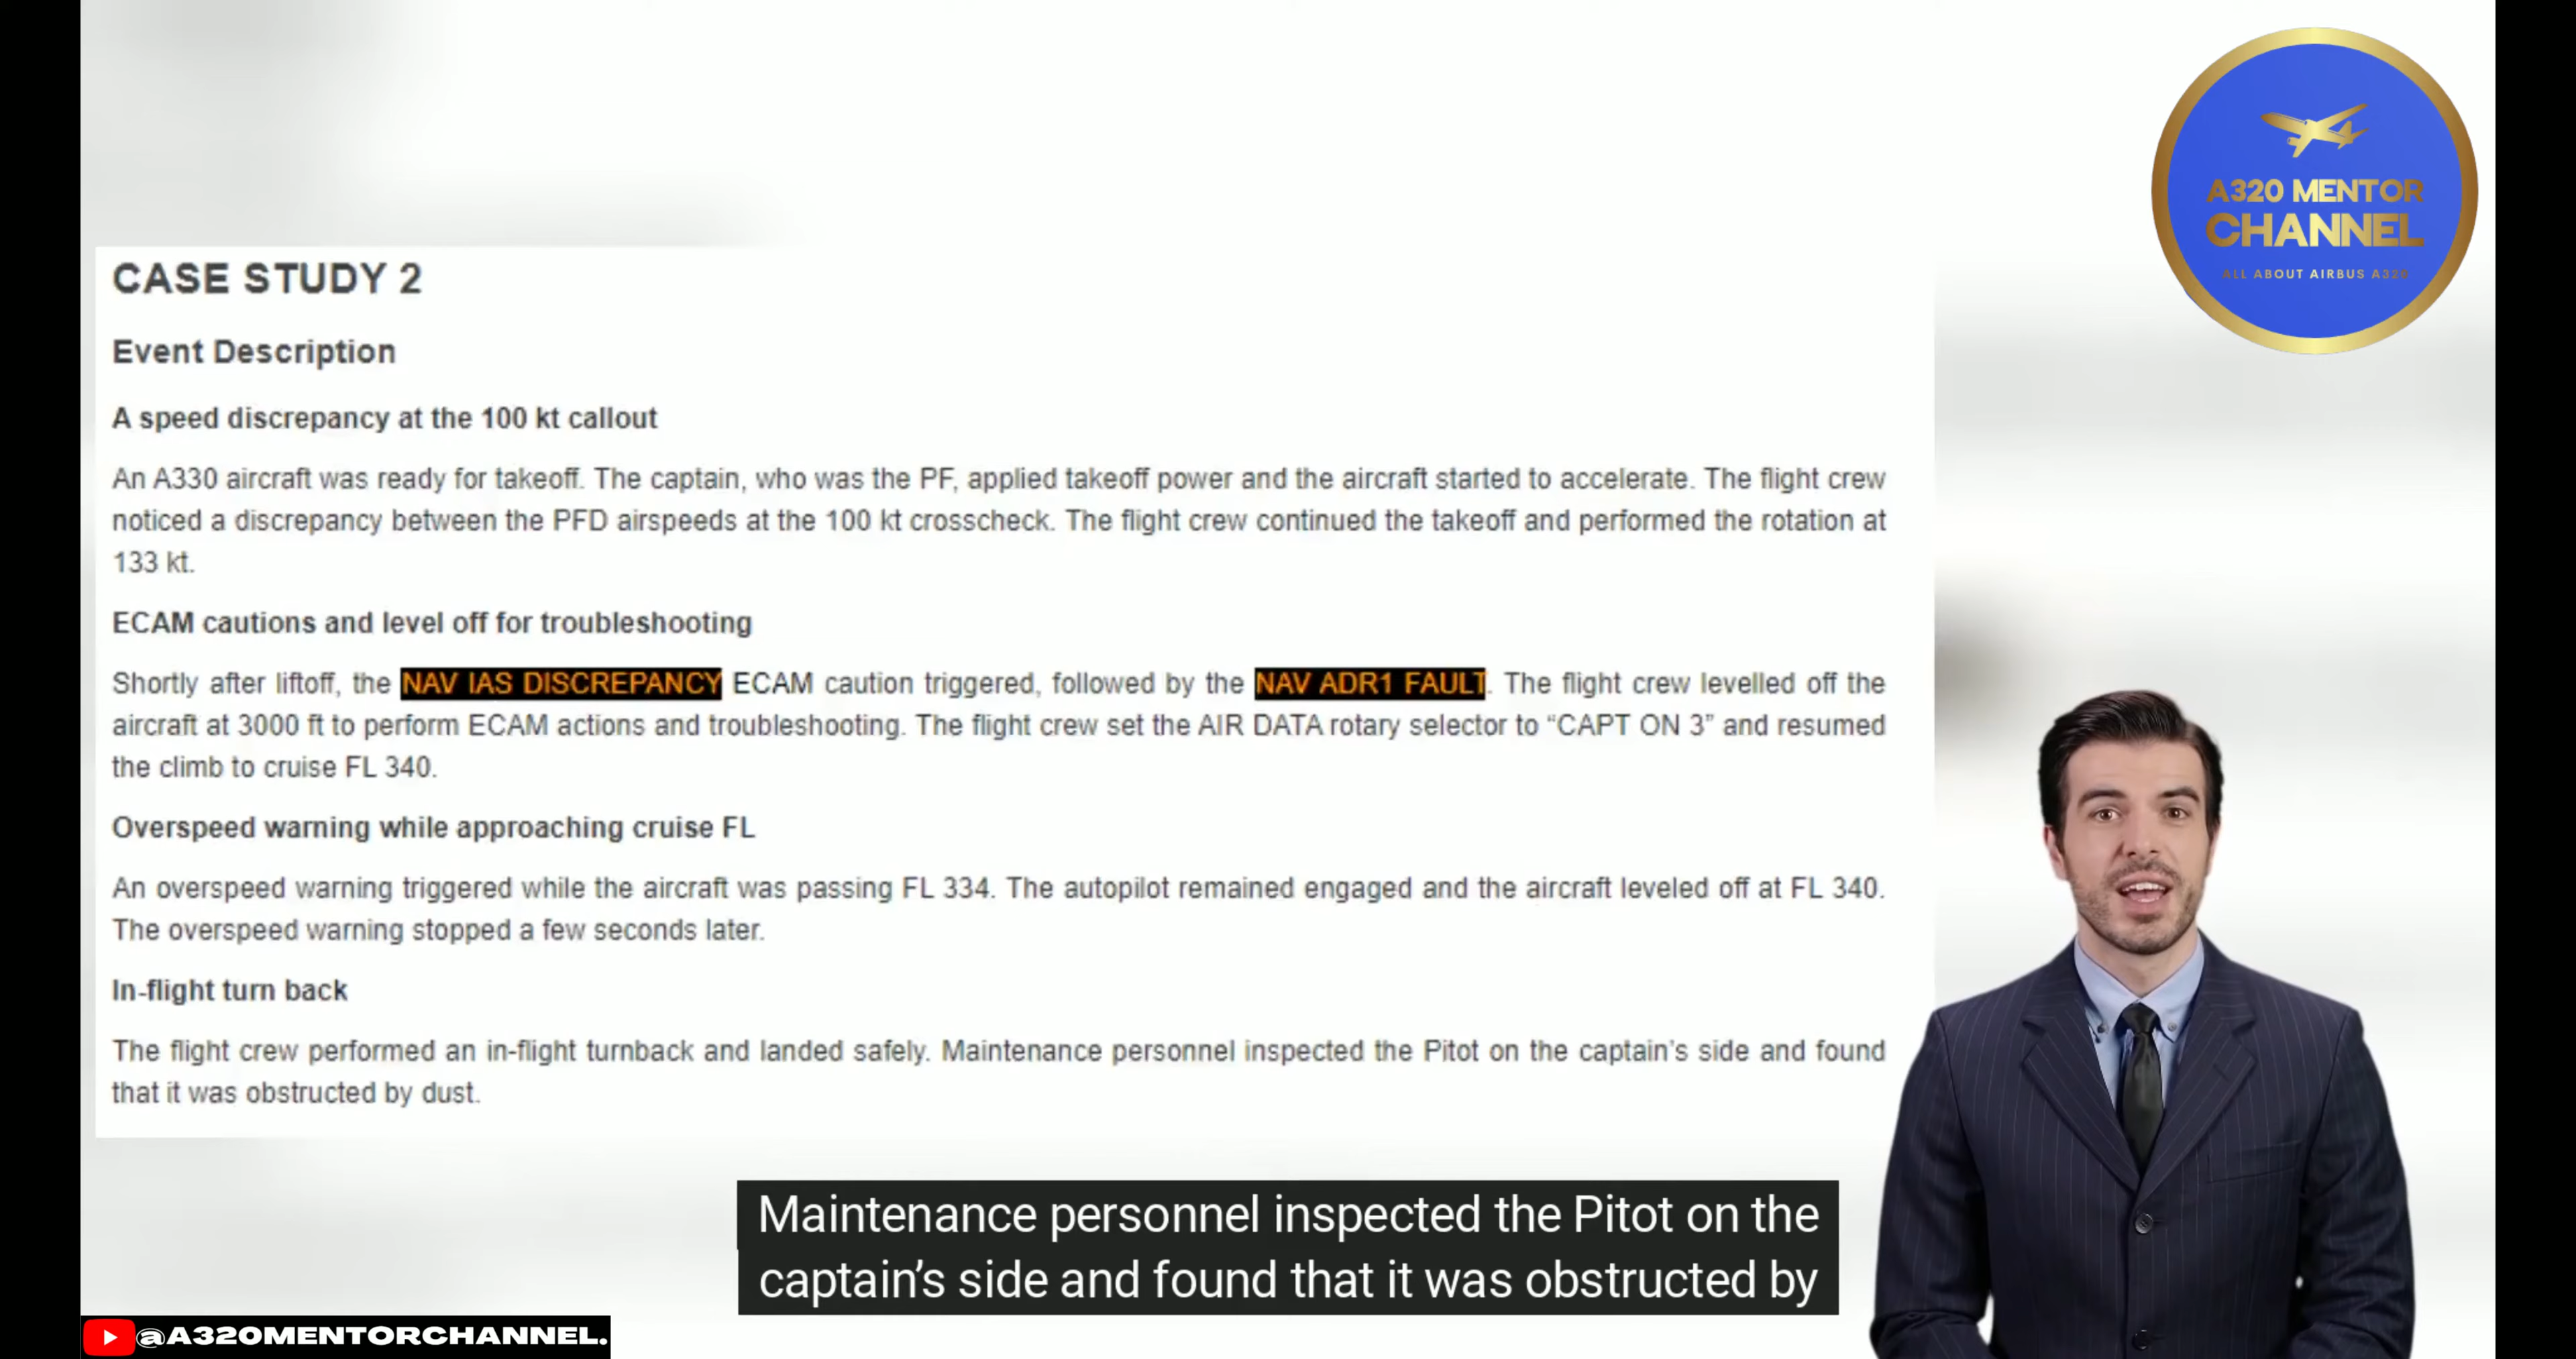 A320 MENTOR
CHANNEL
ALL ABOUT AIRBUS A320
CASE STUDY 2
Event Description
A speed discrepancy at the 100 kt callout
An A330 aircraft was ready for takeoff. The captain, who was the PF, applied takeoff power and the aircraft started to accelerate. The flight crew
noticed a discrepancy between the PFD airspeeds at the 100 kt crosscheck. The flight crew continued the takeoff and performed the rotation at
133 kt.
ECAM cautions and level off for troubleshooting
Shortly after liftoff, the NAV IAS DISCREPANCY ECAM caution triggered, followed by the NAV ADR1 FAULT. The flight crew levelled off the
aircraft at 3000 ft to perform ECAM actions and troubleshooting. The flight crew set the AIR DATA rotary selector to “CAPT ON 3” and resumed
the climb to cruise FL 340.
Overspeed warning while approaching cruise FL
An overspeed warning triggered while the aircraft was passing FL 334. The autopilot remained engaged and the aircraft leveled off at FL 340.
The overspeed warning stopped a few seconds later.
In-flight turn back
The flight crew performed an in-flight turnback and landed safely. Maintenance personnel inspected the Pitot on the captain’s side and found
that it was obstructed by dust.
Maintenance personnel inspected the Pitot on the
captain’s side and found that it was obstructed by
@A320MENTORCHANNEL.